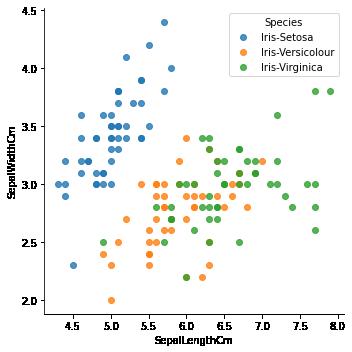 Species
Iris-Setosa
Iris-Versicolour
Iris-Virginica
4.5
4.0
3.5
3.0
2.5
2.0
SepalWidthCm
4.5 5.0 5.5 6.0 6.5 7.0 7.5 8.0
SepalLengthCm